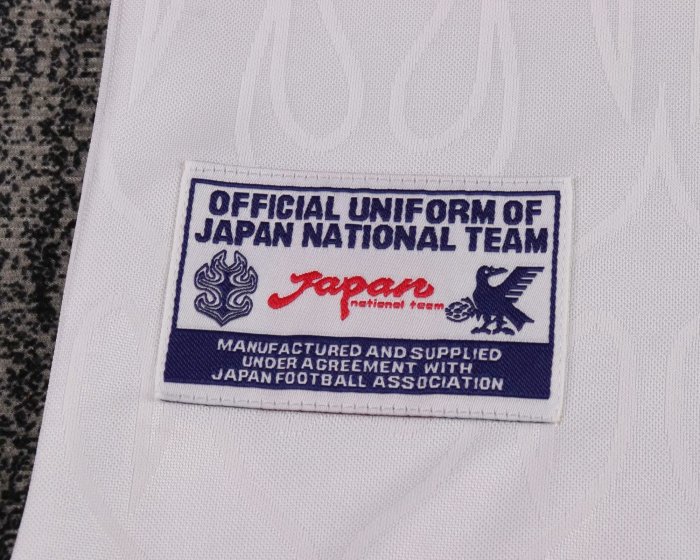 OFFICIAL UNIFORM OF
JAPAN NATIONAL TEAM
Japan
national team
MANUFACTURED AND SUPPLIED
UNDER AGREEMENT WITH
JAPAN FOOTBALL ASSOCIATION